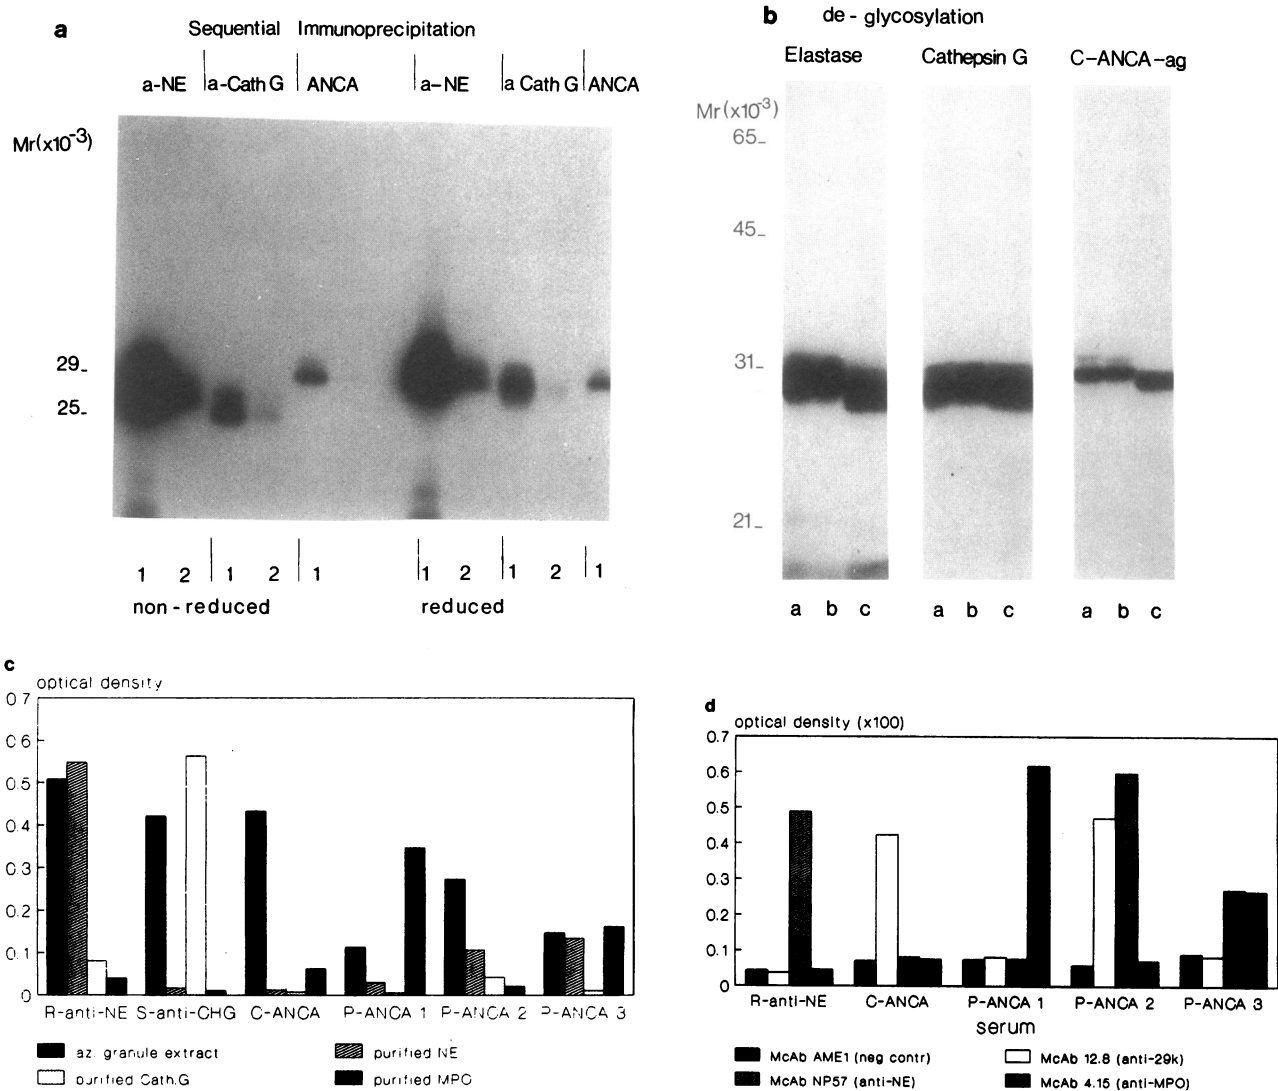 a
Sequential Immunoprecipitation
a-NE a-Cath G ANCA a-NE a Cath G ANCA
Mr(x10-3)
29-
25-
1 2 1 2 1 1 2 1 2 1
non-reduced reduced
b
de-glycosylation
Elastase Cathepsin G C-ANCA-ag
Mr(x10-3)
65-
45-
31-
21-
a b c a b c a b c
c
optical density
0 7
0 6
0.5
0.4
0.3
0.2
0.1
0
R-anti-NE S-anti-CHG C-ANCA P-ANCA 1 P-ANCA 2 P-ANCA 3
az. granule extract purified NE
purified Cath.G purified MPO
d
optical density (x100)
0.7
0.6
0.5
0.4
0.3
0.2
0.1
0
R-anti-NE C-ANCA P-ANCA 1 P-ANCA 2 P-ANCA 3
serum
McAb AME1 (neg contr) McAb 12.8 (anti-29k)
McAb NP57 (anti-NE) McAb 4.15 (anti-MPO)